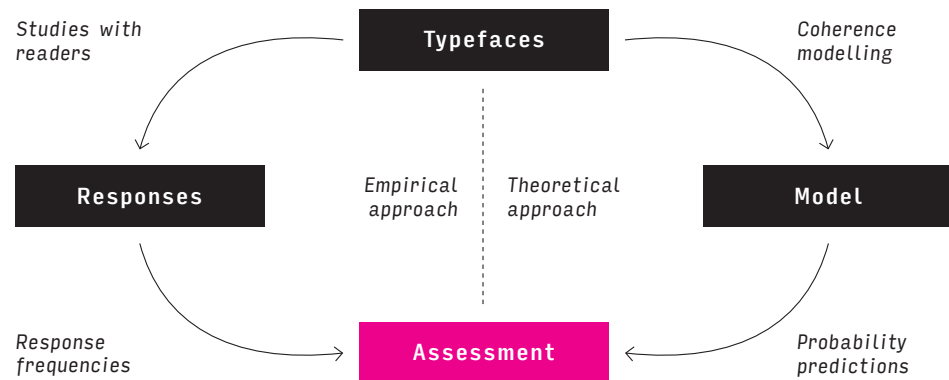 Studies with
readers
Typefaces
Coherence
modelling
Responses
Empirical
approach
Theoretical
approach
Model
Response
frequencies
Assessment
Probability
predictions